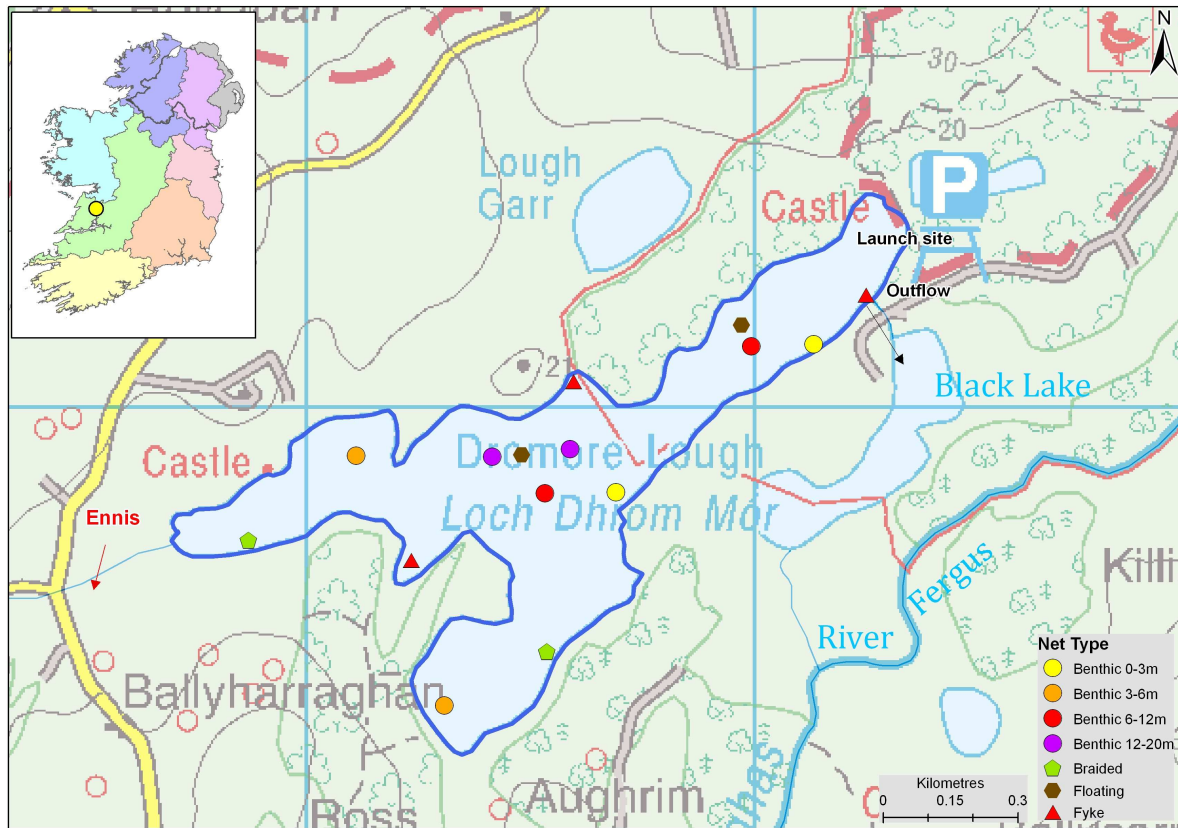 N
30
20
Lough
Garr
Castle
P
Launch site
Outflow
21
Black Lake
Castle
Dromore Lough
Loch Dhrom Mór
Ennis
Fergus
River
Killi
Ballyharraghan
Aughrim
Ross
Net Type
Benthic 0-3m
Benthic 3-6m
Benthic 6-12m
Benthic 12-20m
Braided
Floating
Fyke
Kilometres
0 0.15 0.3